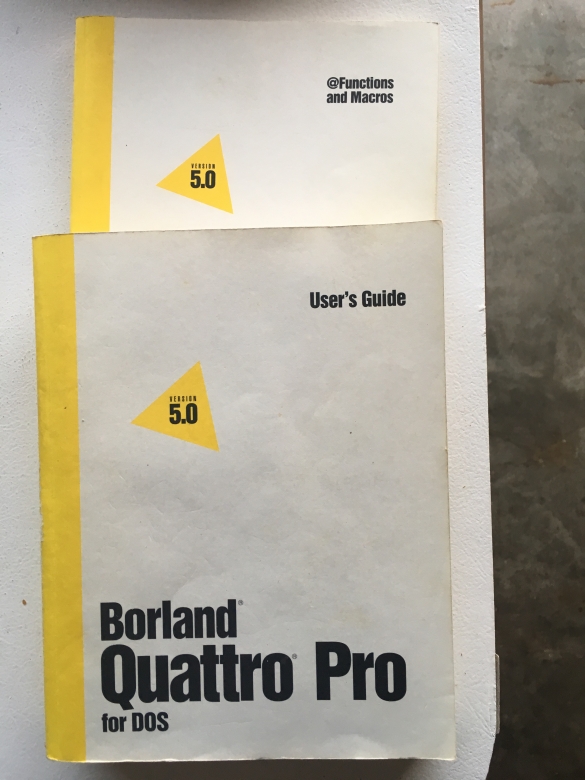 @Functions
and Macros
VERSION
5.0
User's Guide
VERSION
5.0
Borland®
Quattro® Pro
for DOS